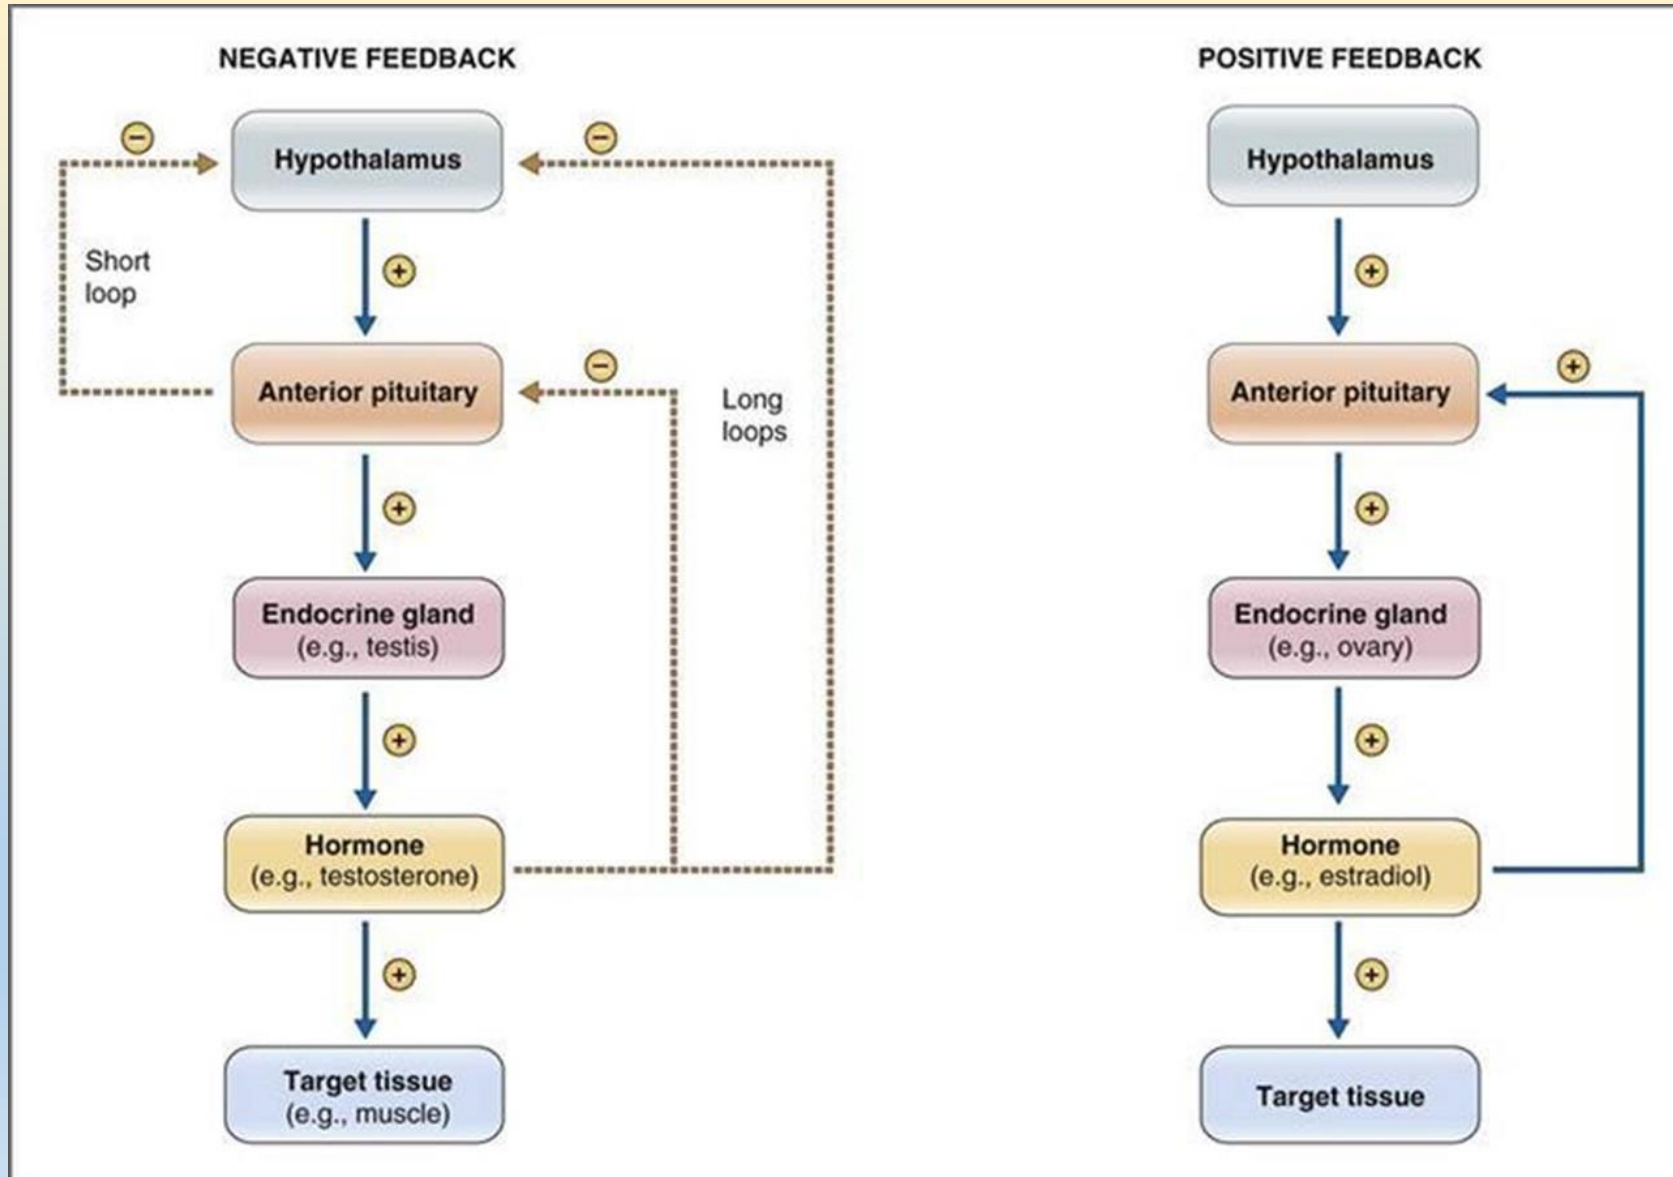 NEGATIVE FEEDBACK
−
−
Hypothalamus
Short
loop
+
−
Anterior pituitary
Long
loops
+
Endocrine gland
(e.g., testis)
+
Hormone
(e.g., testosterone)
+
Target tissue
(e.g., muscle)
POSITIVE FEEDBACK
Hypothalamus
+
+
Anterior pituitary
+
Endocrine gland
(e.g., ovary)
+
Hormone
(e.g., estradiol)
+
Target tissue